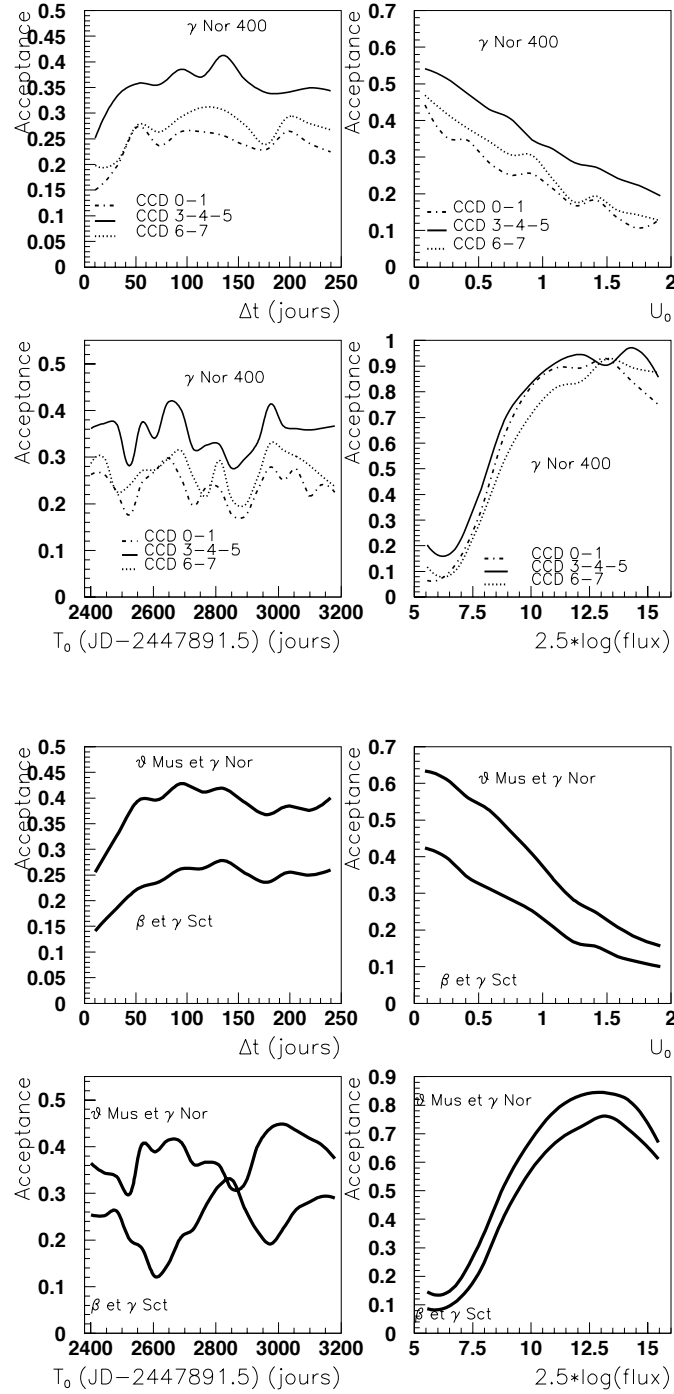 Acceptance
0.5
0.45
0.4
0.35
0.3
0.25
0.2
0.15
0.1
0.05
0
γ Nor 400
CCD 0-1
CCD 3-4-5
CCD 6-7
0 50 100 150 200 250
Δt (jours)
Acceptance
0.7
0.6
0.5
0.4
0.3
0.2
0.1
0
γ Nor 400
CCD 0-1
CCD 3-4-5
CCD 6-7
0 0.5 1 1.5 2
U₀
Acceptance
0.5
0.4
0.3
0.2
0.1
0
γ Nor 400
CCD 0-1
CCD 3-4-5
CCD 6-7
2400 2600 2800 3000 3200
T₀ (JD-2447891.5) (jours)
Acceptance
1
0.9
0.8
0.7
0.6
0.5
0.4
0.3
0.2
0.1
0
γ Nor 400
CCD 0-1
CCD 3-4-5
CCD 6-7
5 7.5 10 12.5 15
2.5*log(flux)
Acceptance
0.5
0.45
0.4
0.35
0.3
0.25
0.2
0.15
0.1
0.05
0
ϑ Mus et γ Nor
β et γ Sct
0 50 100 150 200 250
Δt (jours)
Acceptance
0.7
0.6
0.5
0.4
0.3
0.2
0.1
0
ϑ Mus et γ Nor
β et γ Sct
0 0.5 1 1.5 2
U₀
Acceptance
0.5
0.4
0.3
0.2
0.1
0
ϑ Mus et γ Nor
β et γ Sct
2400 2600 2800 3000 3200
T₀ (JD-2447891.5) (jours)
Acceptance
0.9
0.8
0.7
0.6
0.5
0.4
0.3
0.2
0.1
0
ϑ Mus et γ Nor
β et γ Sct
5 7.5 10 12.5 15
2.5*log(flux)